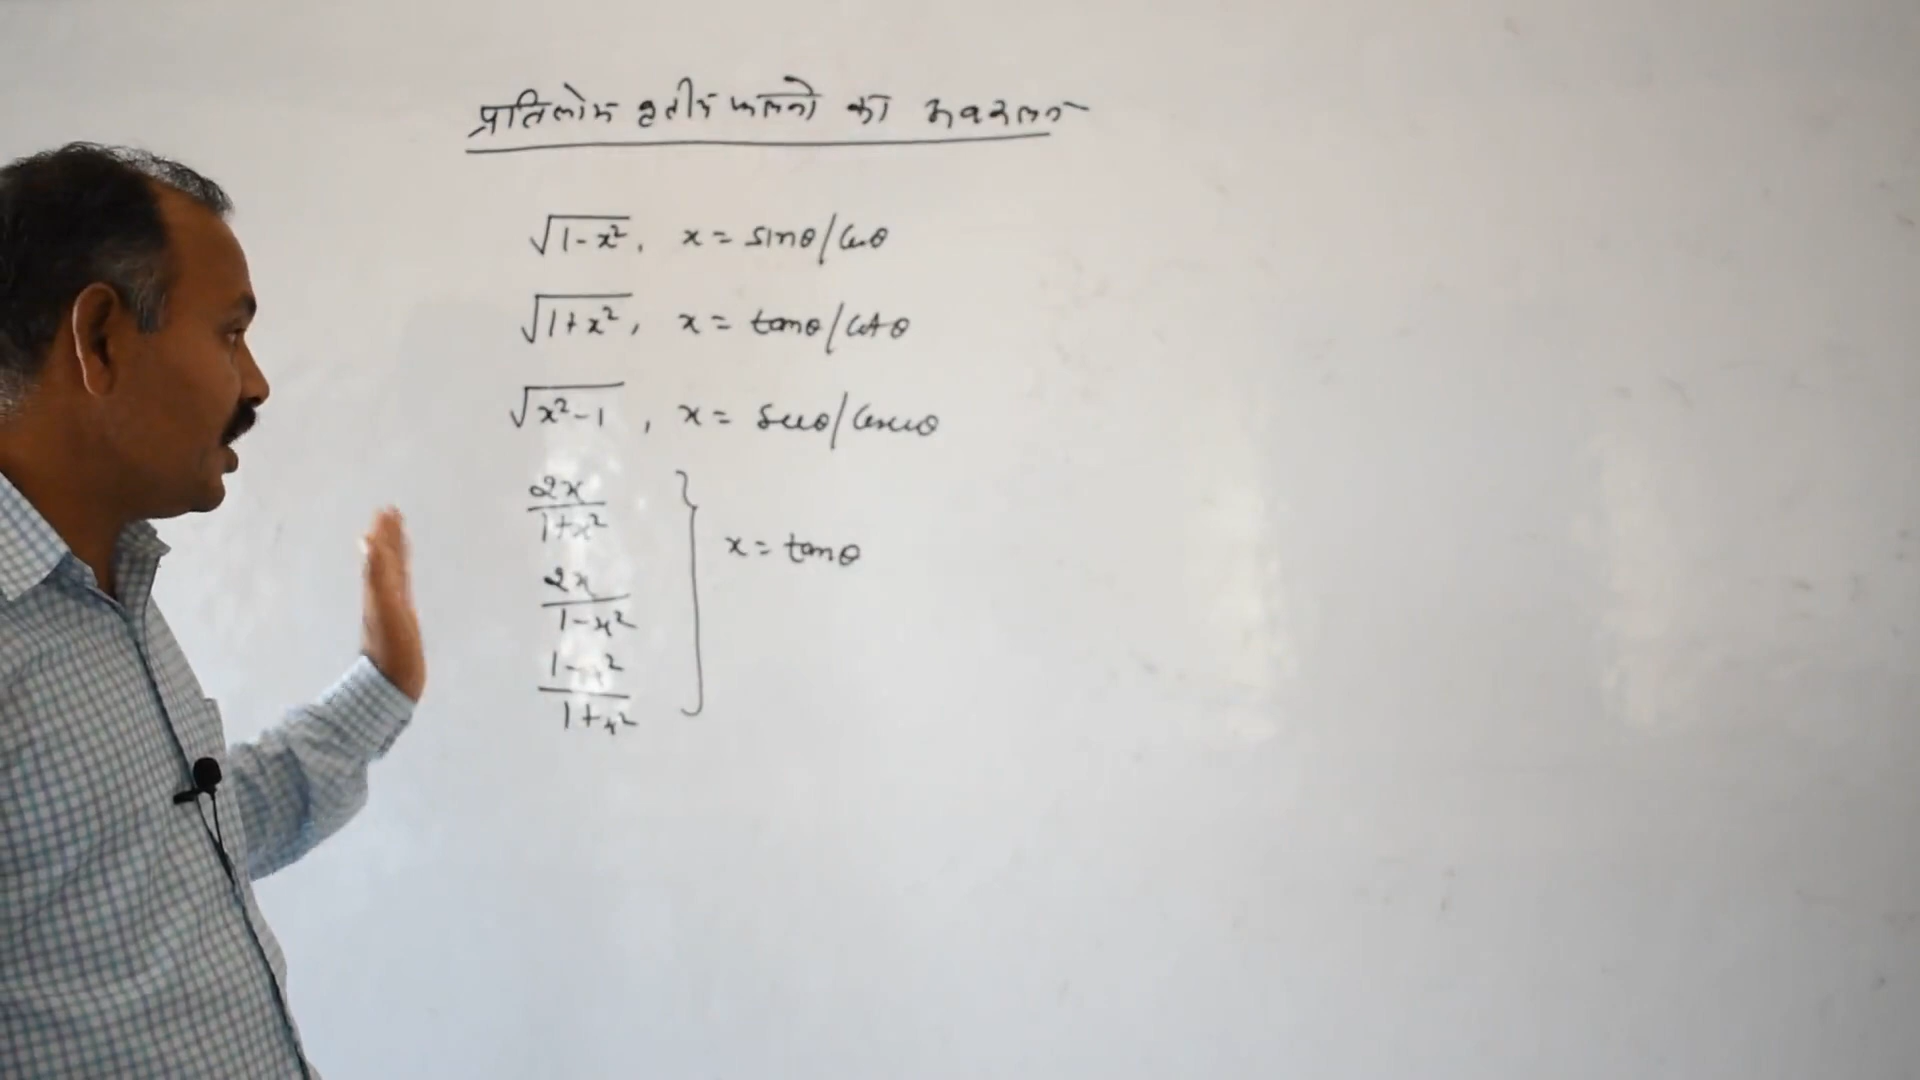 प्रतिलोम वृतीय फलनो का अवकलन
√(1-x²), x = sinθ/cosθ
√(1+x²), x = tanθ/cotθ
√(x²-1), x = secθ/cosecθ
2x/(1+x²)
2x/(1-x²) } x = tanθ
(1-x²)/(1+x²)